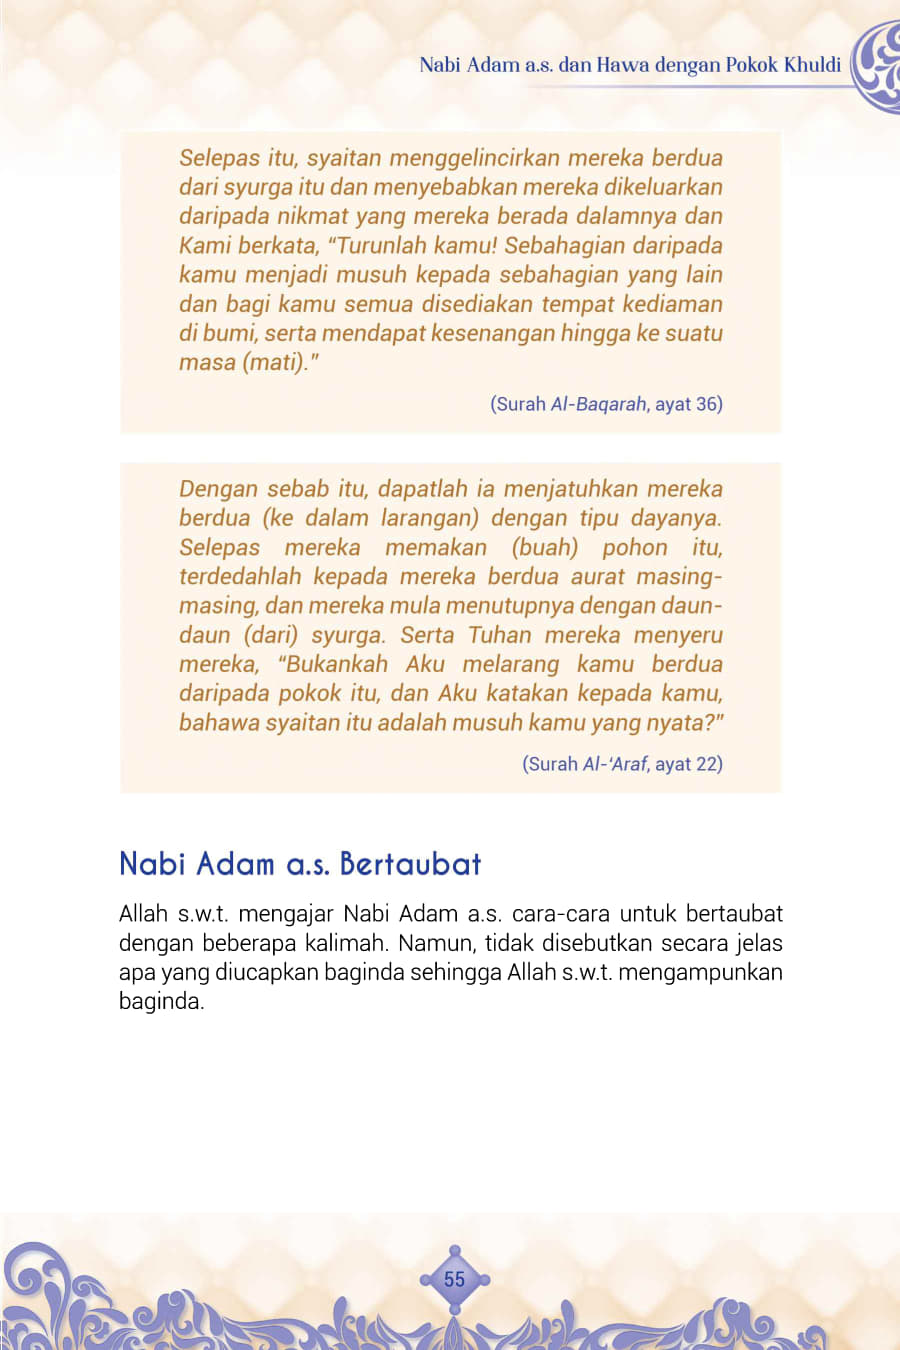 Nabi Adam a.s. dan Hawa dengan Pokok Khuldi
Selepas itu, syaitan menggelincirkan mereka berdua
dari syurga itu dan menyebabkan mereka dikeluarkan
daripada nikmat yang mereka berada dalamnya dan
Kami berkata, “Turunlah kamu! Sebahagian daripada
kamu menjadi musuh kepada sebahagian yang lain
dan bagi kamu semua disediakan tempat kediaman
di bumi, serta mendapat kesenangan hingga ke suatu
masa (mati).”
(Surah Al-Baqarah, ayat 36)
Dengan sebab itu, dapatlah ia menjatuhkan mereka
berdua (ke dalam larangan) dengan tipu dayanya.
Selepas mereka memakan (buah) pohon itu,
terdedahlah kepada mereka berdua aurat masing-
masing, dan mereka mula menutupnya dengan daun-
daun (dari) syurga. Serta Tuhan mereka menyeru
mereka, “Bukankah Aku melarang kamu berdua
daripada pokok itu, dan Aku katakan kepada kamu,
bahawa syaitan itu adalah musuh kamu yang nyata?”
(Surah Al-‘Araf, ayat 22)
Nabi Adam a.s. Bertaubat
Allah s.w.t. mengajar Nabi Adam a.s. cara-cara untuk bertaubat
dengan beberapa kalimah. Namun, tidak disebutkan secara jelas
apa yang diucapkan baginda sehingga Allah s.w.t. mengampunkan
baginda.
55